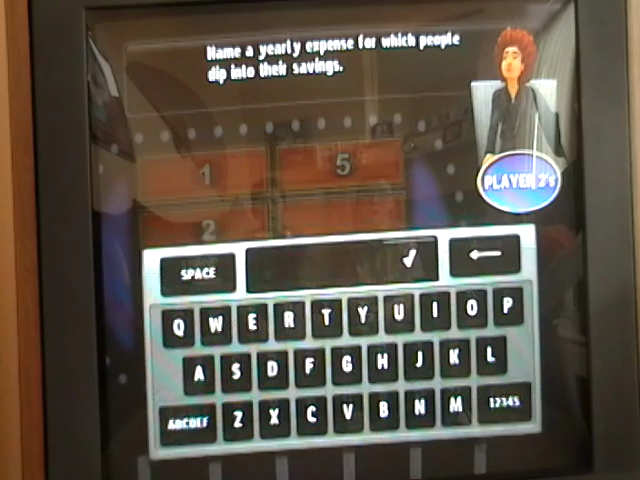 Name a yearly expense for which people
dip into their savings.
PLAYER 2's
1
5
2
SPACE
Q W E R T Y U I O P
A S D F G H J K L
ABCDEF Z X C V B N M 12345